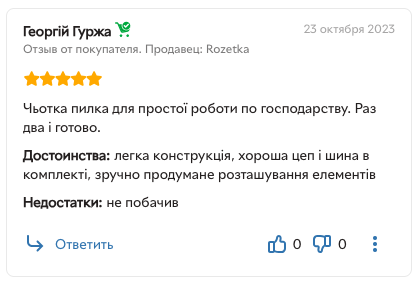 Георгій Гуржа
23 октября 2023
Отзыв от покупателя. Продавец: Rozetka
Чьотка пилка для простої роботи по господарству. Раз
два і готово.
Достоинства: легка конструкція, хороша цеп і шина в
комплекті, зручно продумане розташування елементів
Недостатки: не побачив
Ответить
0
0